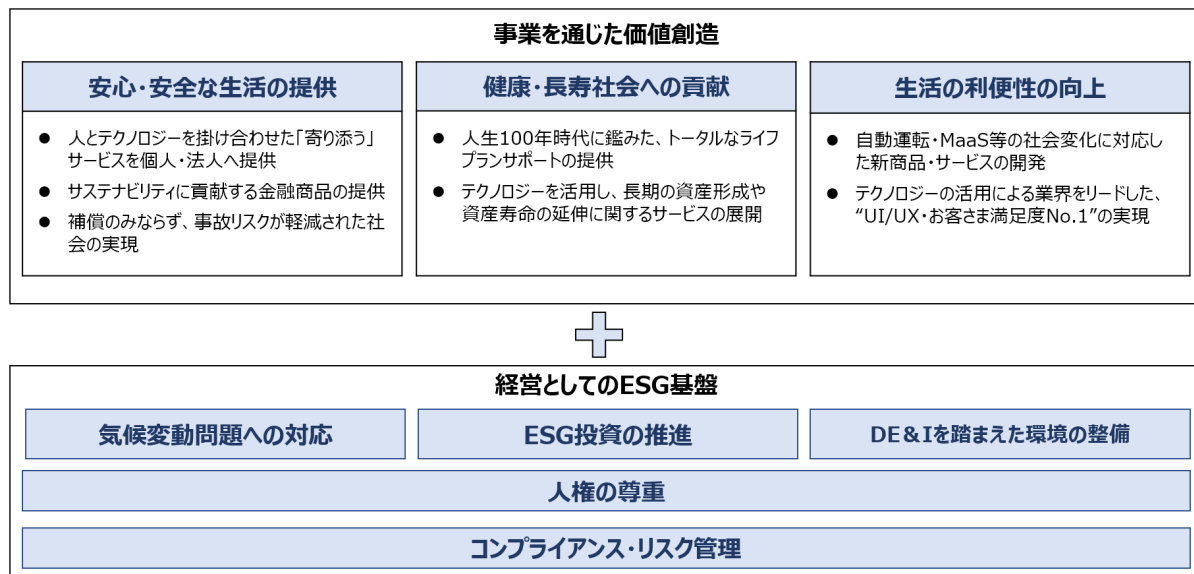 事業を通じた価値創造
安心・安全な生活の提供
● 人とテクノロジーを掛け合わせた「寄り添う」
サービスを個人・法人へ提供
● サステナビリティに貢献する金融商品の提供
● 補償のみならず、事故リスクが軽減された社
会の実現
健康・長寿社会への貢献
● 人生100年時代に鑑みた、トータルなライフ
プランサポートの提供
● テクノロジーを活用し、長期の資産形成や
資産寿命の延伸に関するサービスの展開
生活の利便性の向上
● 自動運転・MaaS等の社会変化に対応し
た新商品・サービスの開発
● テクノロジーの活用による業界をリードした、
“UI/UX・お客さま満足度No.1”の実現
経営としてのESG基盤
気候変動問題への対応
ESG投資の推進
DE&Iを踏まえた環境の整備
人権の尊重
コンプライアンス・リスク管理